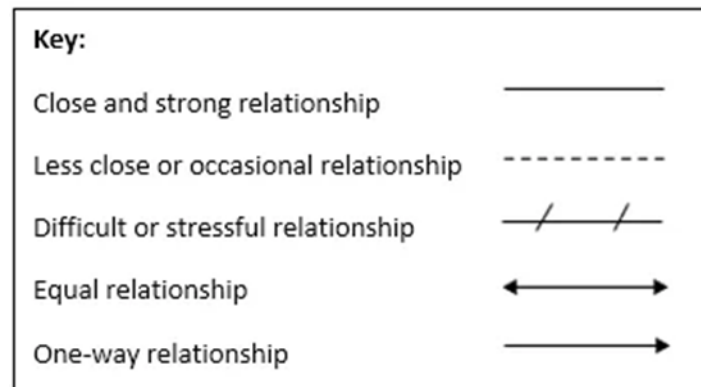 Key:
Close and strong relationship
Less close or occasional relationship
Difficult or stressful relationship
Equal relationship
One-way relationship